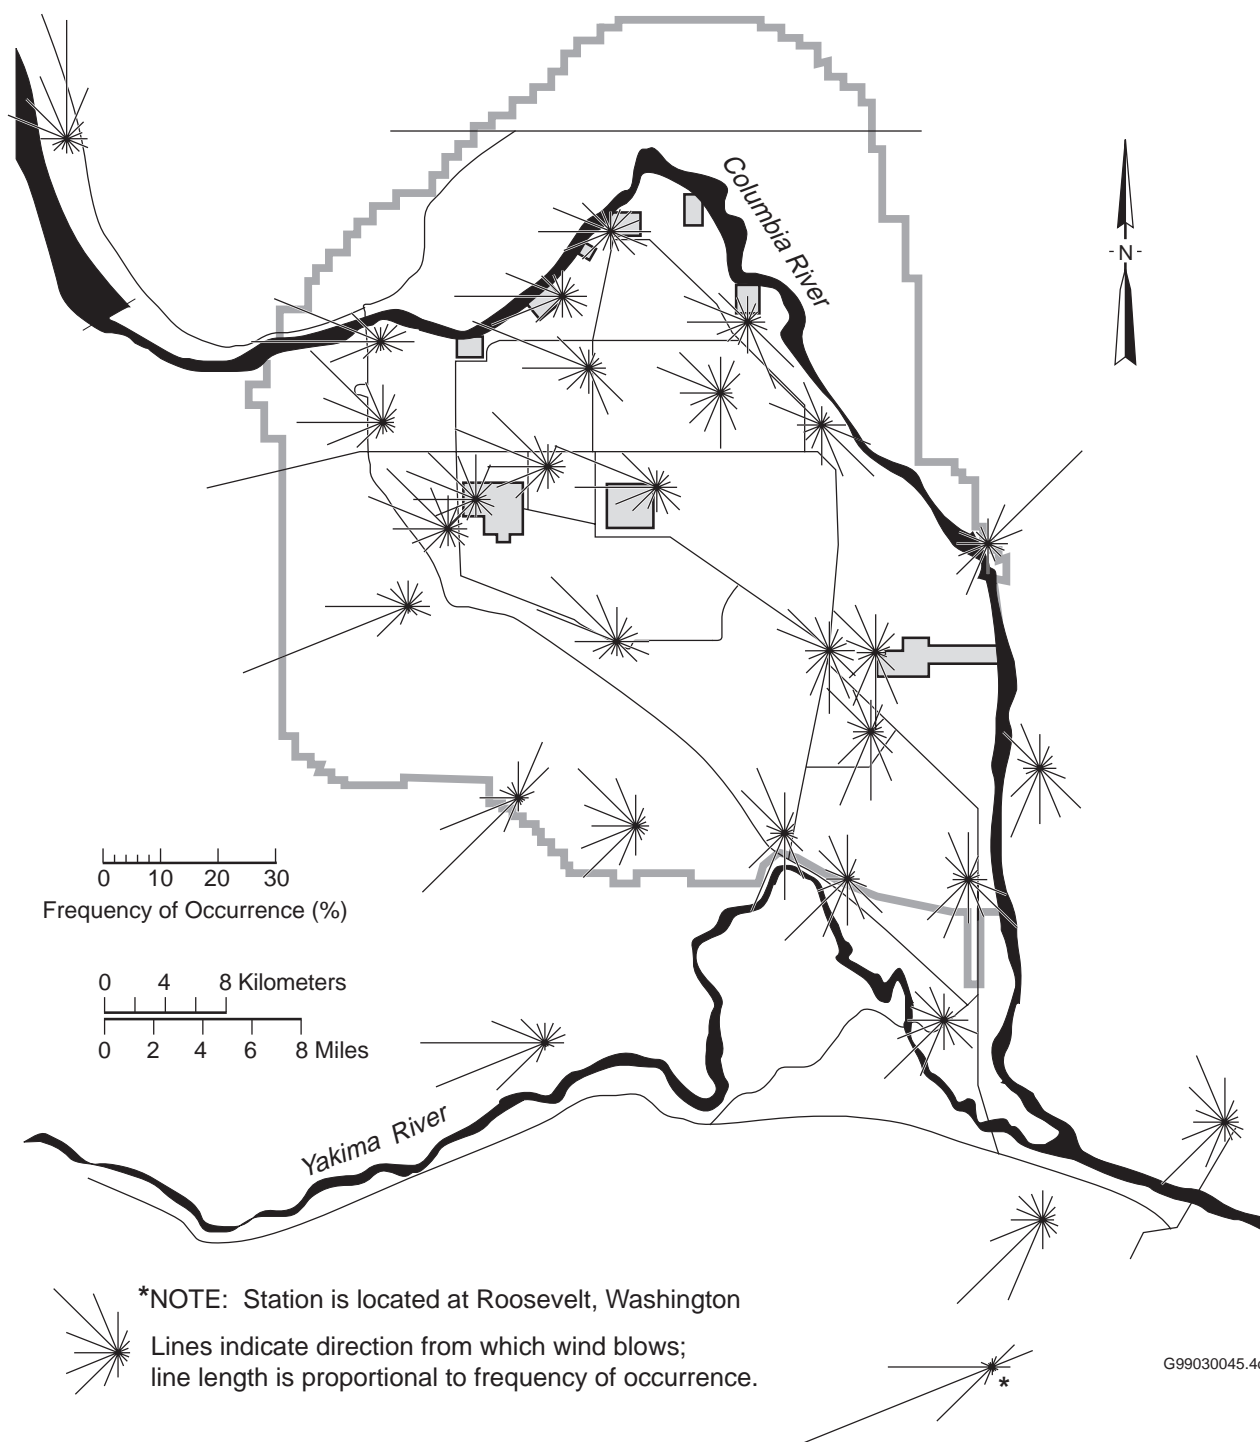 Columbia River
N
0 10 20 30
Frequency of Occurrence (%)
0 4 8 Kilometers
0 2 4 6 8 Miles
Yakima River
*NOTE: Station is located at Roosevelt, Washington
Lines indicate direction from which wind blows;
line length is proportional to frequency of occurrence.
*